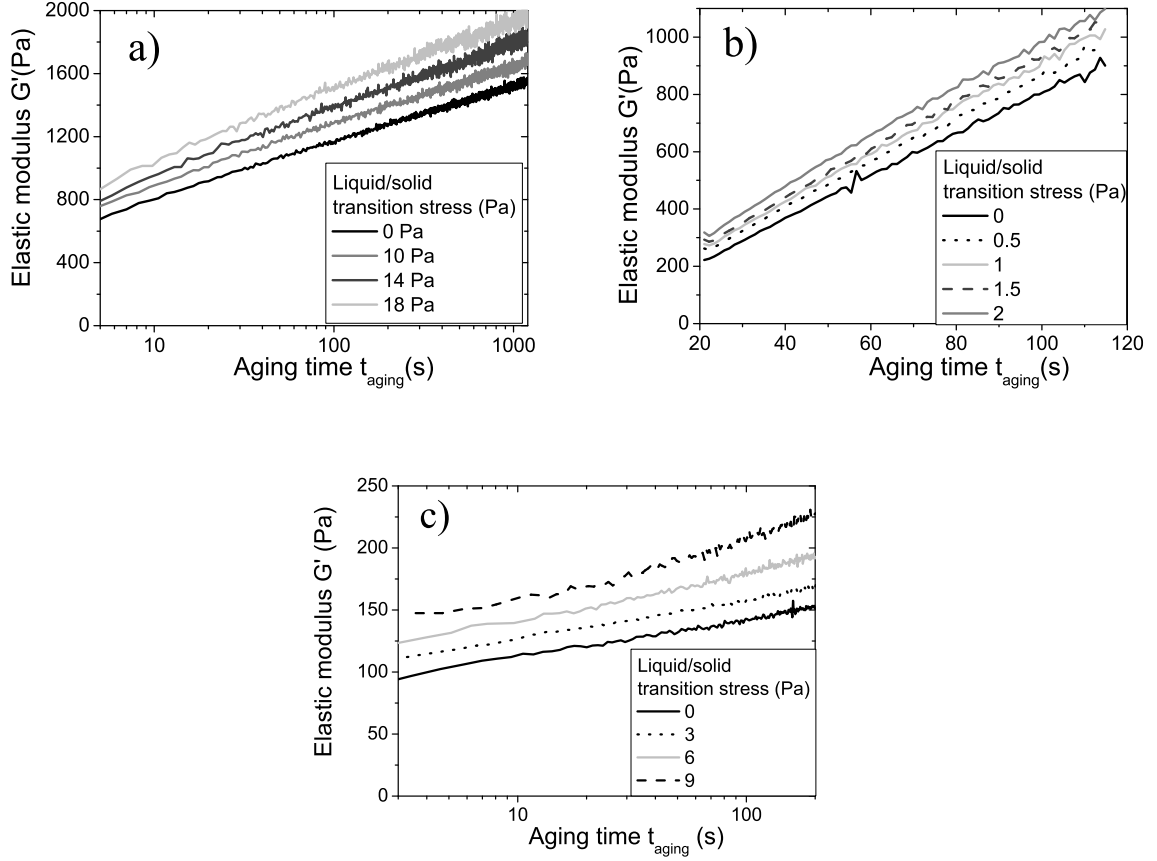 a)
Elastic modulus G'(Pa)
2000
1600
1200
800
400
0
10
100
1000
Aging time t_aging(s)
Liquid/solid
transition stress (Pa)
0 Pa
10 Pa
14 Pa
18 Pa
b)
Elastic modulus G'(Pa)
1000
800
600
400
200
0
20
40
60
80
100
120
Aging time t_aging(s)
Liquid/solid
transition stress (Pa)
0
0.5
1
1.5
2
c)
Elastic modulus G' (Pa)
250
200
150
100
50
0
10
100
Aging time t_aging (s)
Liquid/solid
transition stress (Pa)
0
3
6
9